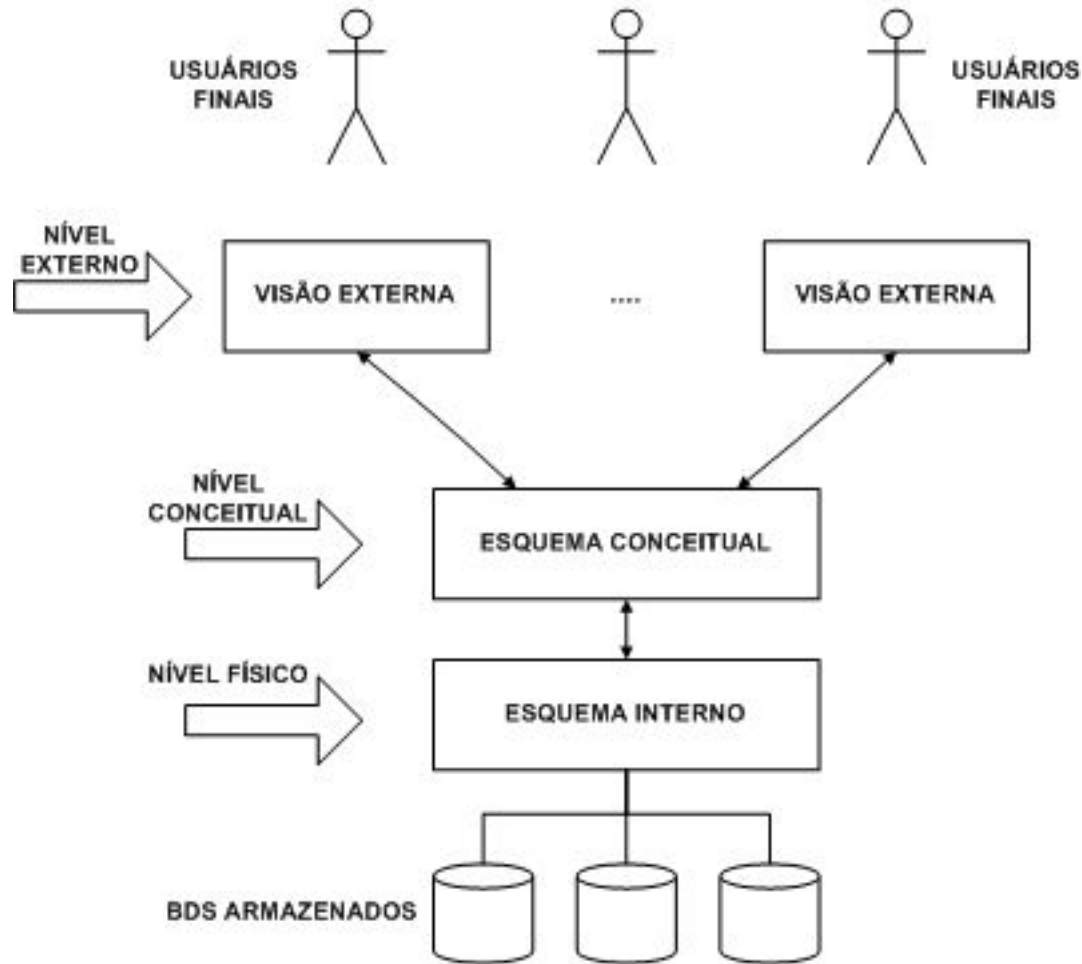 USUÁRIOS
FINAIS
USUÁRIOS
FINAIS
NÍVEL
EXTERNO
VISÃO EXTERNA
....
VISÃO EXTERNA
NÍVEL
CONCEITUAL
ESQUEMA CONCEITUAL
NÍVEL FÍSICO
ESQUEMA INTERNO
BDS ARMAZENADOS